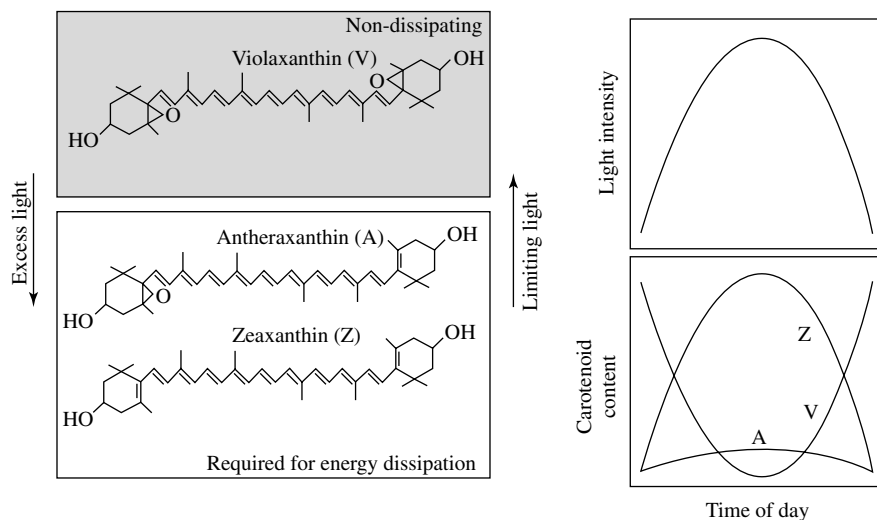 Non-dissipating
Violaxanthin (V)
OH
O
O
HO
Excess light
Limiting light
Antheraxanthin (A)
OH
O
HO
Zeaxanthin (Z)
OH
HO
Required for energy dissipation
Light intensity
Carotenoid
content
Z
V
A
Time of day